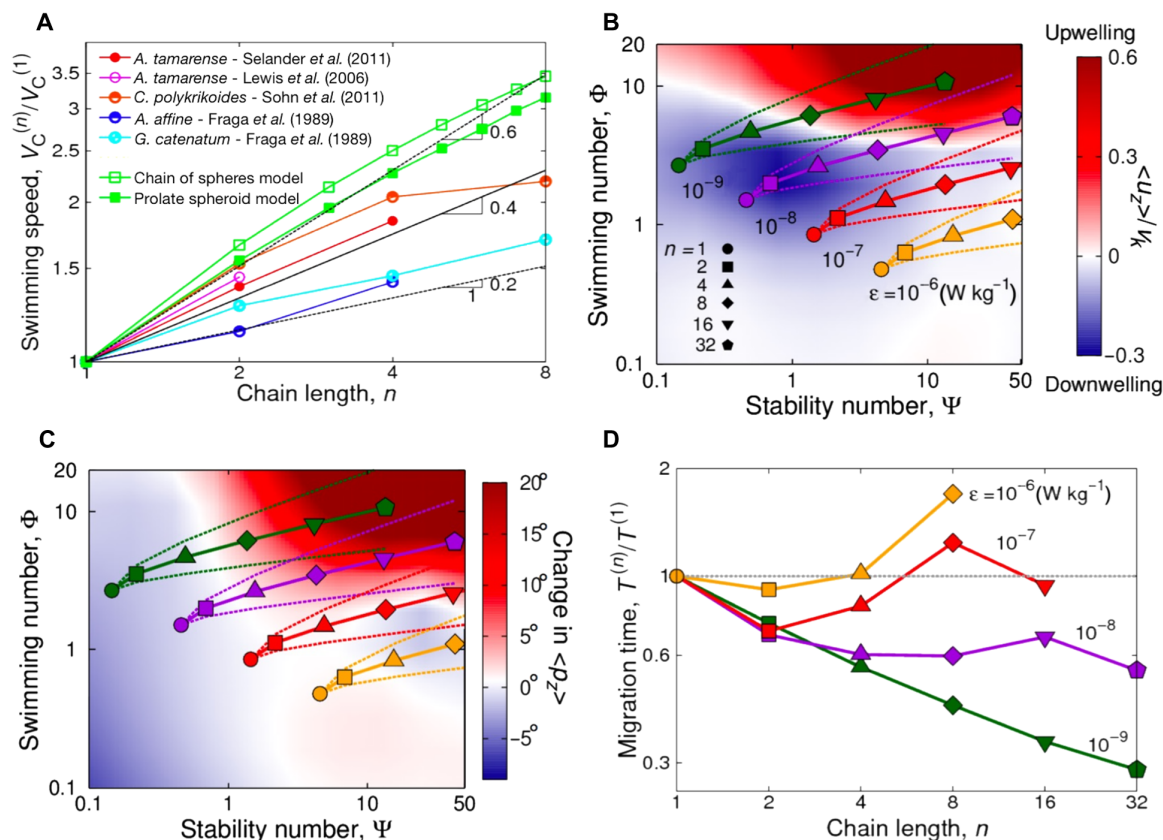 A
Swimming speed, V_C^(n)/V_C^(1)
3.5
3
2.5
2
1.5
1
A. tamarense - Selander et al. (2011)
A. tamarense - Lewis et al. (2006)
C. polykrikoides - Sohn et al. (2011)
A. affine - Fraga et al. (1989)
G. catenatum - Fraga et al. (1989)
Chain of spheres model
Prolate spheroid model
0.6
0.4
0.2
1
1
2
4
8
Chain length, n
B
Swimming number, Φ
20
10
1
0.1
10^-9
10^-8
10^-7
ε=10^-6(W kg^-1)
n = 1
2
4
8
16
32
0.1
1
10
50
Stability number, Ψ
Upwelling
0.6
0.3
0
−0.3
Downwelling
<u_z>/v_k
C
Swimming number, Φ
20
10
1
0.1
0.1
1
10
50
Stability number, Ψ
20°
15°
10°
5°
0°
−5°
Change in <p_z>
D
Migration time, T^(n)/T^(1)
2
1
0.6
0.3
ε=10^-6(W kg^-1)
10^-7
10^-8
10^-9
1
2
4
8
16
32
Chain length, n